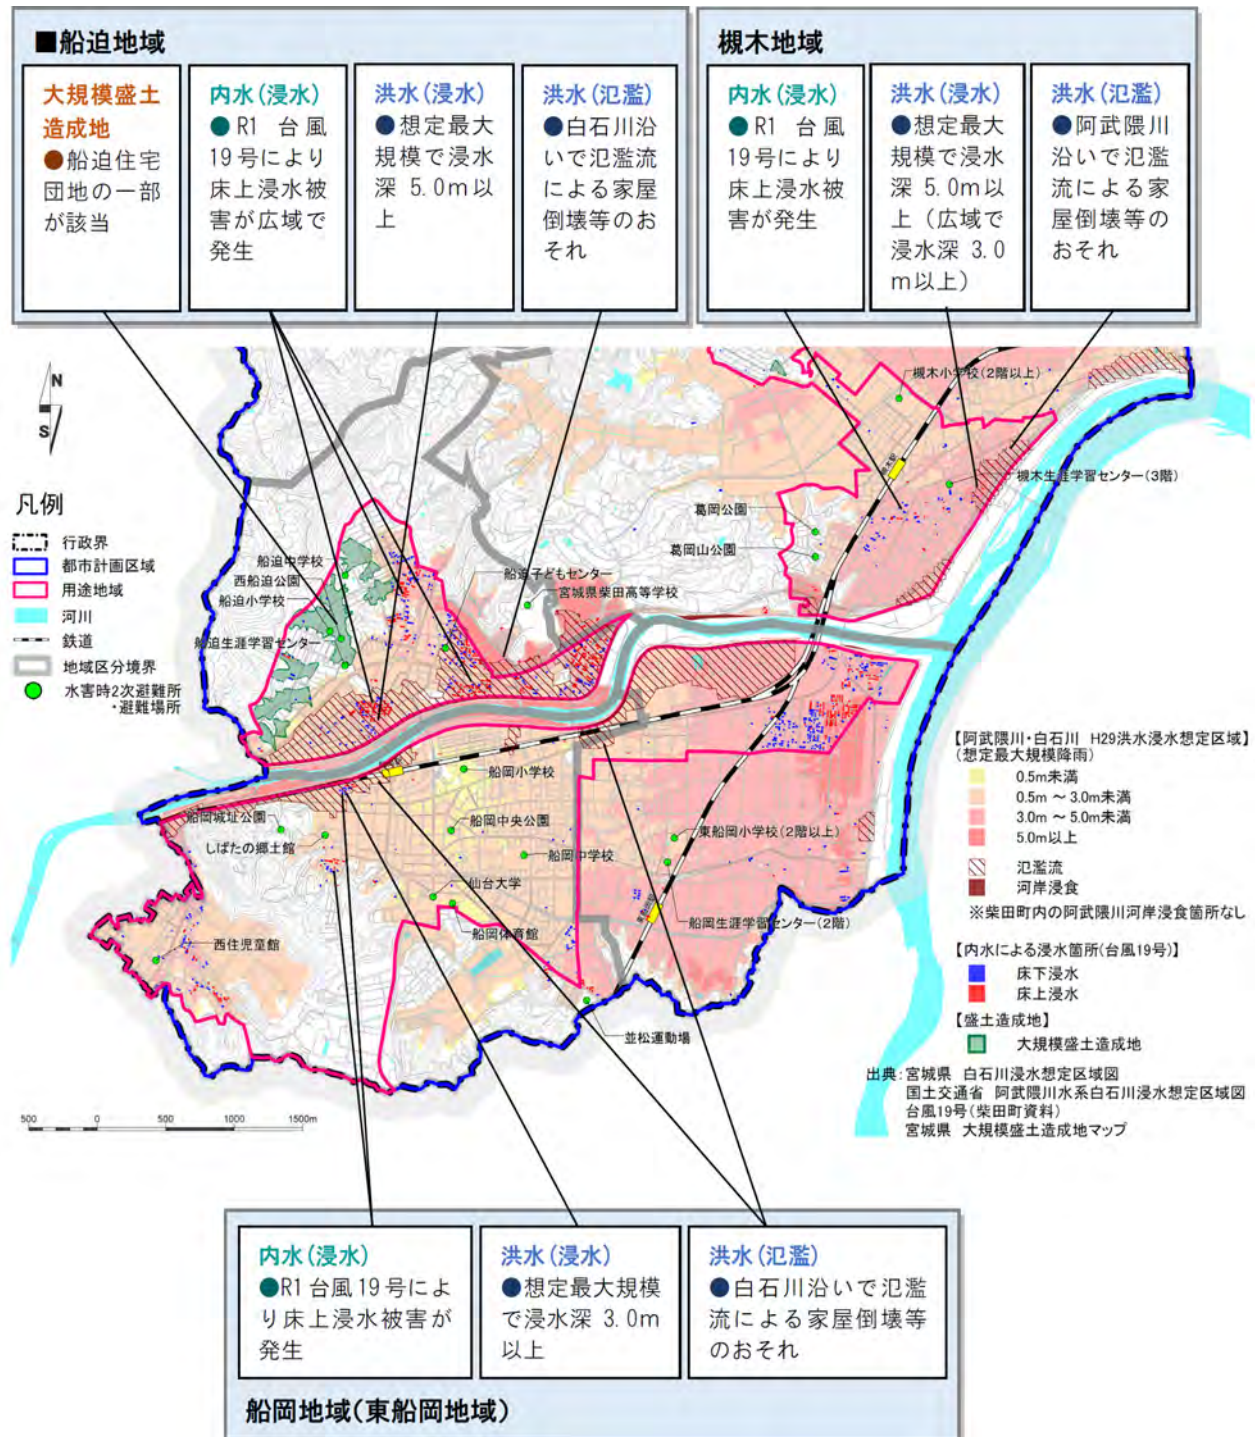 ■船迫地域
大規模盛土
造成地
●船迫住宅
団地の一部
が該当
内水(浸水)
●R1 台風
19号により
床上浸水被
害が広域で
発生
洪水(浸水)
●想定最大
規模で浸水
深 5.0m以
上
洪水(氾濫)
●白石川沿
いで氾濫流
による家屋
倒壊等のお
それ
槻木地域
内水(浸水)
●R1 台風
19号により
床上浸水被
害が発生
洪水(浸水)
●想定最大
規模で浸水
深 5.0m以
上（広域で
浸水深 3.0
m以上）
洪水(氾濫)
●阿武隈川
沿いで氾濫
流による家
屋倒壊等の
おそれ
N
S
凡例
行政界
都市計画区域
用途地域
河川
鉄道
地域区分境界
水害時2次避難所
・避難場所
槻木小学校(2階以上)
槻木生涯学習センター(3階)
葛岡公園
葛岡山公園
船迫中学校
西船迫公園
船迫小学校
船迫生涯学習センター
船迫子どもセンター
宮城県柴田高等学校
船岡小学校
船岡城址公園
船岡中央公園
しばたの郷土館
船岡中学校
東船岡小学校(2階以上)
仙台大学
船岡体育館
船岡生涯学習センター(2階)
西住児童館
並松運動場
【阿武隈川・白石川 H29洪水浸水想定区域】
(想定最大規模降雨)
0.5m未満
0.5m ～ 3.0m未満
3.0m ～ 5.0m未満
5.0m以上
氾濫流
河岸浸食
※柴田町内の阿武隈川河岸浸食箇所なし
【内水による浸水箇所(台風19号)】
床下浸水
床上浸水
【盛土造成地】
大規模盛土造成地
出典:宮城県 白石川浸水想定区域図
国土交通省 阿武隈川水系白石川浸水想定区域図
台風19号(柴田町資料)
宮城県 大規模盛土造成地マップ
500 0 500 1000 1500m
内水(浸水)
●R1台風19号によ
り床上浸水被害が
発生
洪水(浸水)
●想定最大規模
で浸水深 3.0m
以上
洪水(氾濫)
●白石川沿いで氾濫
流による家屋倒壊等
のおそれ
船岡地域(東船岡地域)